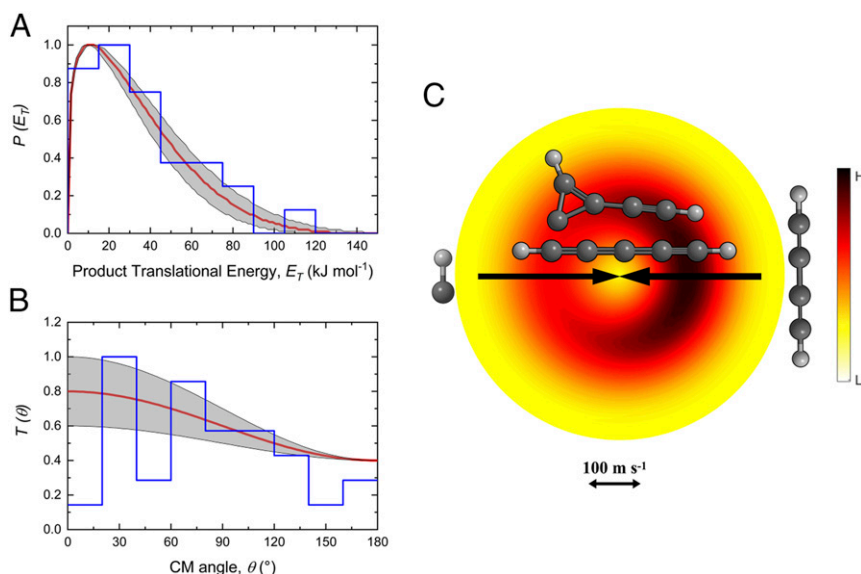 A
P (E_T)
1.0
0.8
0.6
0.4
0.2
0.0
0 20 40 60 80 100 120 140
Product Translational Energy, E_T (kJ mol⁻¹)
B
T(θ)
1.2
1.0
0.8
0.6
0.4
0.2
0.0
0 30 60 90 120 150 180
CM angle, θ (°)
C
H
L
100 m s⁻¹